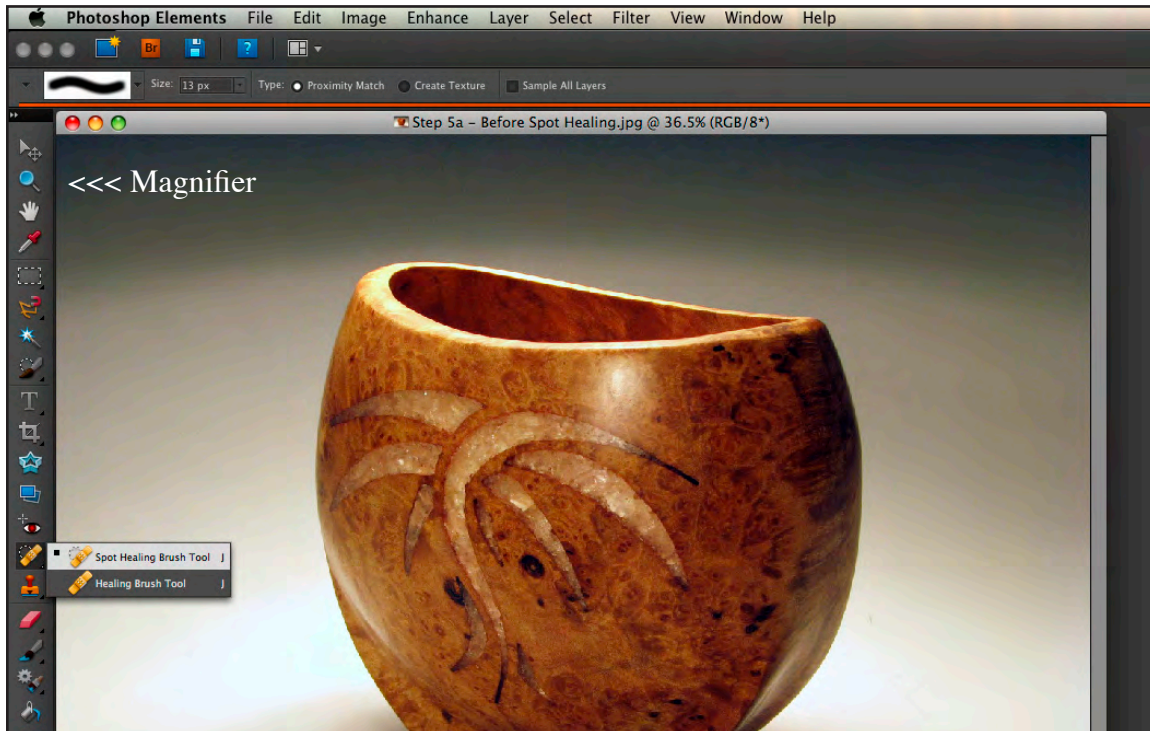 Photoshop Elements File Edit Image Enhance Layer Select Filter View Window Help
Br ?
Size: 13 px Type: Proximity Match Create Texture Sample All Layers
Step 5a – Before Spot Healing.jpg @ 36.5% (RGB/8*)
<<< Magnifier
T
Spot Healing Brush Tool J
Healing Brush Tool J